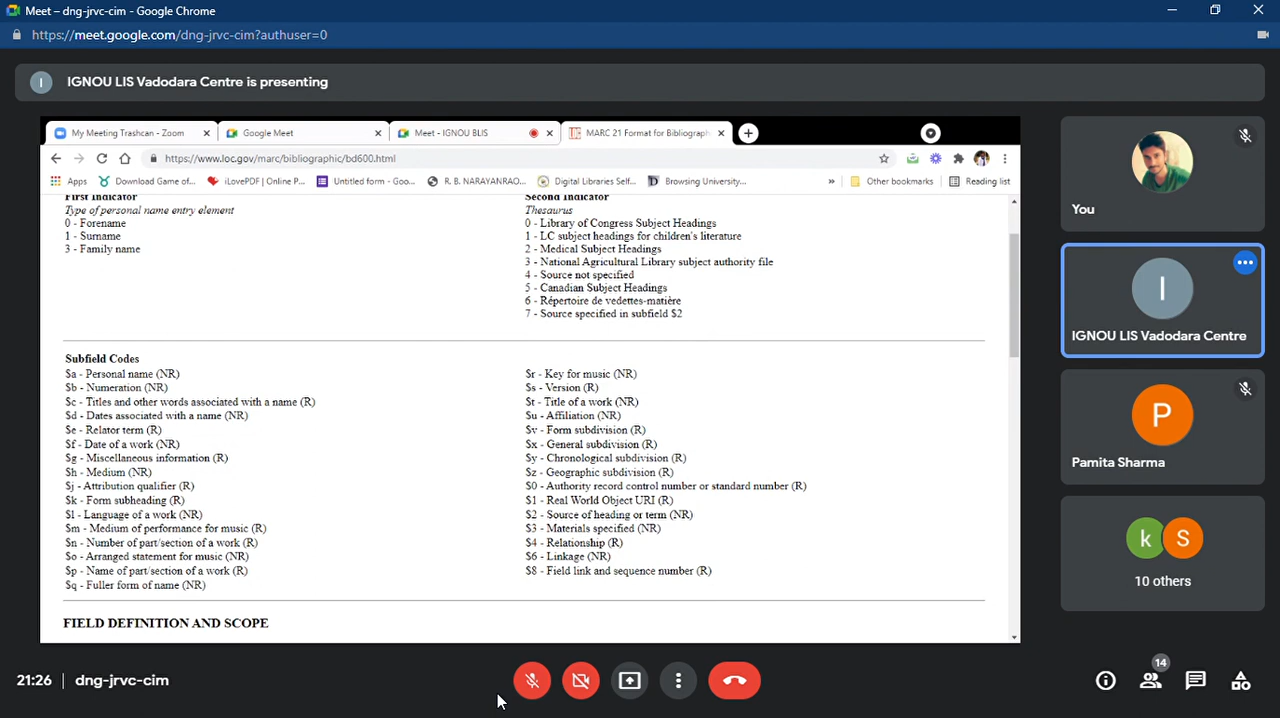 Meet – dng-jrvc-cim - Google Chrome
https://meet.google.com/dng-jrvc-cim?authuser=0
I IGNOU LIS Vadodara Centre is presenting
My Meeting Trashcan - Zoom
Google Meet
Meet - IGNOU BLIS
MARC 21 Format for Bibliograph
https://www.loc.gov/marc/bibliographic/bd600.html
Apps
Download Game of...
iLovePDF | Online P...
Untitled form - Goo...
R. B. NARAYANRAO...
Digital Libraries Self...
Browsing University...
»
Other bookmarks
Reading list
First Indicator
Type of personal name entry element
0 - Forename
1 - Surname
3 - Family name
Second Indicator
Thesaurus
0 - Library of Congress Subject Headings
1 - LC subject headings for children's literature
2 - Medical Subject Headings
3 - National Agricultural Library subject authority file
4 - Source not specified
5 - Canadian Subject Headings
6 - Répertoire de vedettes-matière
7 - Source specified in subfield $2
Subfield Codes
$a - Personal name (NR)
$b - Numeration (NR)
$c - Titles and other words associated with a name (R)
$d - Dates associated with a name (NR)
$e - Relator term (R)
$f - Date of a work (NR)
$g - Miscellaneous information (R)
$h - Medium (NR)
$j - Attribution qualifier (R)
$k - Form subheading (R)
$l - Language of a work (NR)
$m - Medium of performance for music (R)
$n - Number of part/section of a work (R)
$o - Arranged statement for music (NR)
$p - Name of part/section of a work (R)
$q - Fuller form of name (NR)
$r - Key for music (NR)
$s - Version (R)
$t - Title of a work (NR)
$u - Affiliation (NR)
$v - Form subdivision (R)
$x - General subdivision (R)
$y - Chronological subdivision (R)
$z - Geographic subdivision (R)
$0 - Authority record control number or standard number (R)
$1 - Real World Object URI (R)
$2 - Source of heading or term (NR)
$3 - Materials specified (NR)
$4 - Relationship (R)
$6 - Linkage (NR)
$8 - Field link and sequence number (R)
FIELD DEFINITION AND SCOPE
You
I
IGNOU LIS Vadodara Centre
P
Pamita Sharma
k S
10 others
21:26 | dng-jrvc-cim
14